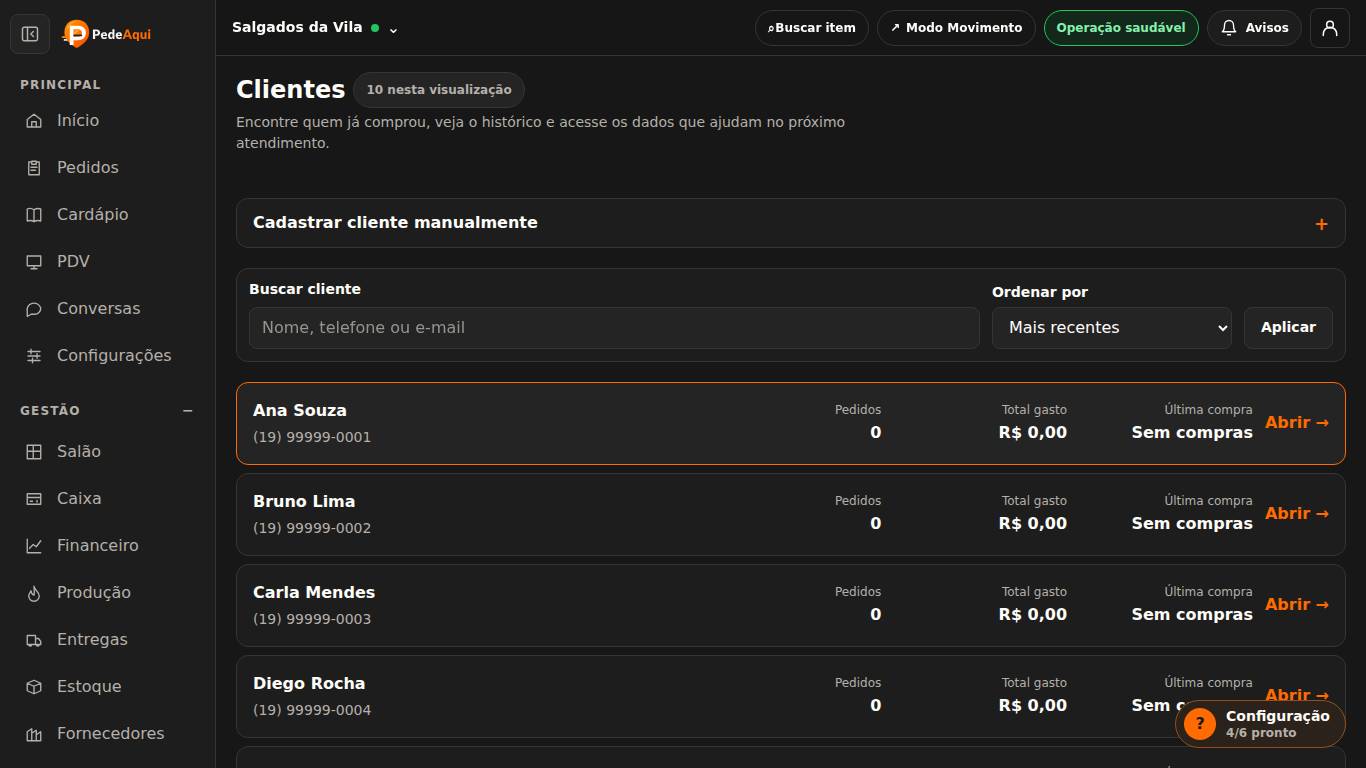 PedeAqui
PRINCIPAL
Início
Pedidos
Cardápio
PDV
Conversas
Configurações
GESTÃO
Salão
Caixa
Financeiro
Produção
Entregas
Estoque
Fornecedores
Salgados da Vila
Buscar item
Modo Movimento
Operação saudável
Avisos
Clientes
10 nesta visualização
Encontre quem já comprou, veja o histórico e acesse os dados que ajudam no próximo
atendimento.
Cadastrar cliente manualmente +
Buscar cliente
Nome, telefone ou e-mail
Ordenar por
Mais recentes
Aplicar
Ana Souza
(19) 99999-0001
Pedidos
0
Total gasto
R$ 0,00
Última compra
Sem compras
Abrir →
Bruno Lima
(19) 99999-0002
Pedidos
0
Total gasto
R$ 0,00
Última compra
Sem compras
Abrir →
Carla Mendes
(19) 99999-0003
Pedidos
0
Total gasto
R$ 0,00
Última compra
Sem compras
Abrir →
Diego Rocha
(19) 99999-0004
Pedidos
0
Total gasto
R$ 0,00
Última compra
Sem
Abrir →
?
Configuração
4/6 pronto